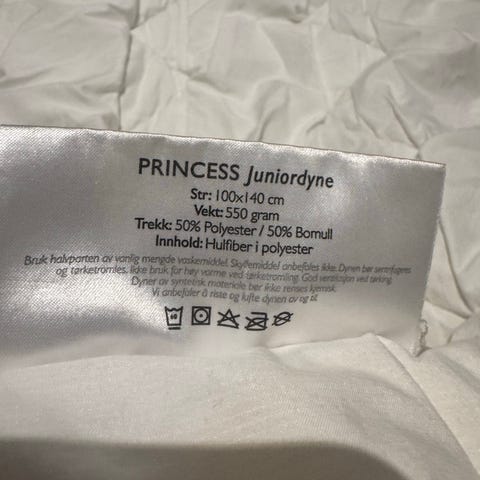 PRINCESS Juniordyne
Str: 100x140 cm
Vekt: 550 gram
Trekk: 50% Polyester / 50% Bomull
Innhold: Hulfiber i polyester
Bruk halvparten av vanlig mengde vaskemiddel. Skyllemiddel anbefales ikke. Dynen bør sentrifugeres
og tørketromles, ikke bruk for høy varme ved tørketromling. God ventilasjon ved tørking.
Dyner av syntetisk materiale bør ikke renses kjemisk.
Vi anbefaler å riste og lufte dynen av og til.
60